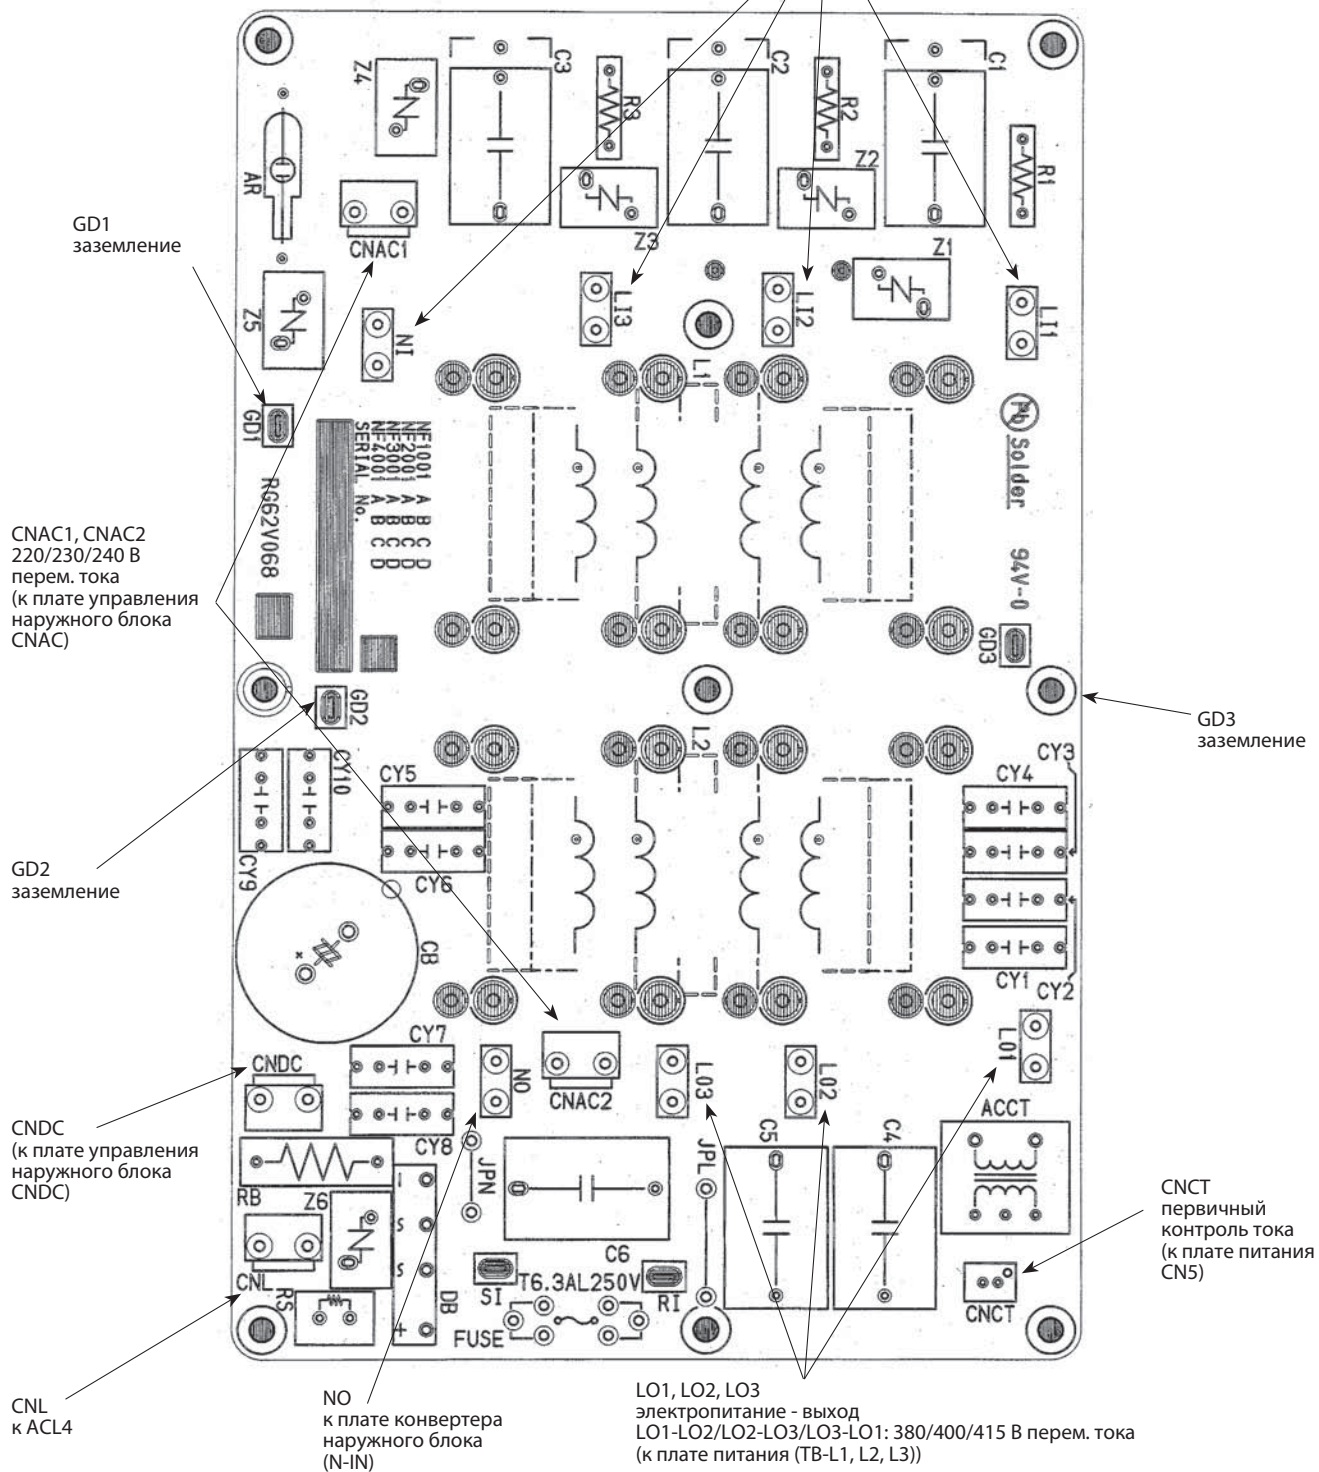 C3
C2
C1
Z4
R3
R2
Z2
R1
AR
GD1
заземление
CNAC1
Z3
Z1
Z5
NI
LI3
LI2
LI1
L1
GD1
NF1001 A B C D
NF2001 A B C D
NF3001 A B C D
NF4001 A B C D
SERIAL No.
RG62V068
Pb Solder
94V-0
CNAC1, CNAC2
220/230/240 В
перем. тока
(к плате управления
наружного блока
CNAC)
GD3
GD2
GD3
заземление
L2
CY3
CY10
CY5
CY4
CY9
CY6
GD2
заземление
CB
CY1
CY2
CY7
LO1
CNDC
NO
CNAC2
LO3
LO2
ACCT
CNDC
(к плате управления
наружного блока
CNDC)
CY8
JPN
JPL
C5
C4
RB
Z6
I
S
S
+
DB
C6
CNCT
первичный
контроль тока
(к плате питания
CN5)
CNL
SI
T6.3AL250V
RI
RS
FUSE
CNCT
CNL
к ACL4
NO
к плате конвертера
наружного блока
(N-IN)
LO1, LO2, LO3
электропитание - выход
LO1-LO2/LO2-LO3/LO3-LO1: 380/400/415 В перем. тока
(к плате питания (TB-L1, L2, L3))